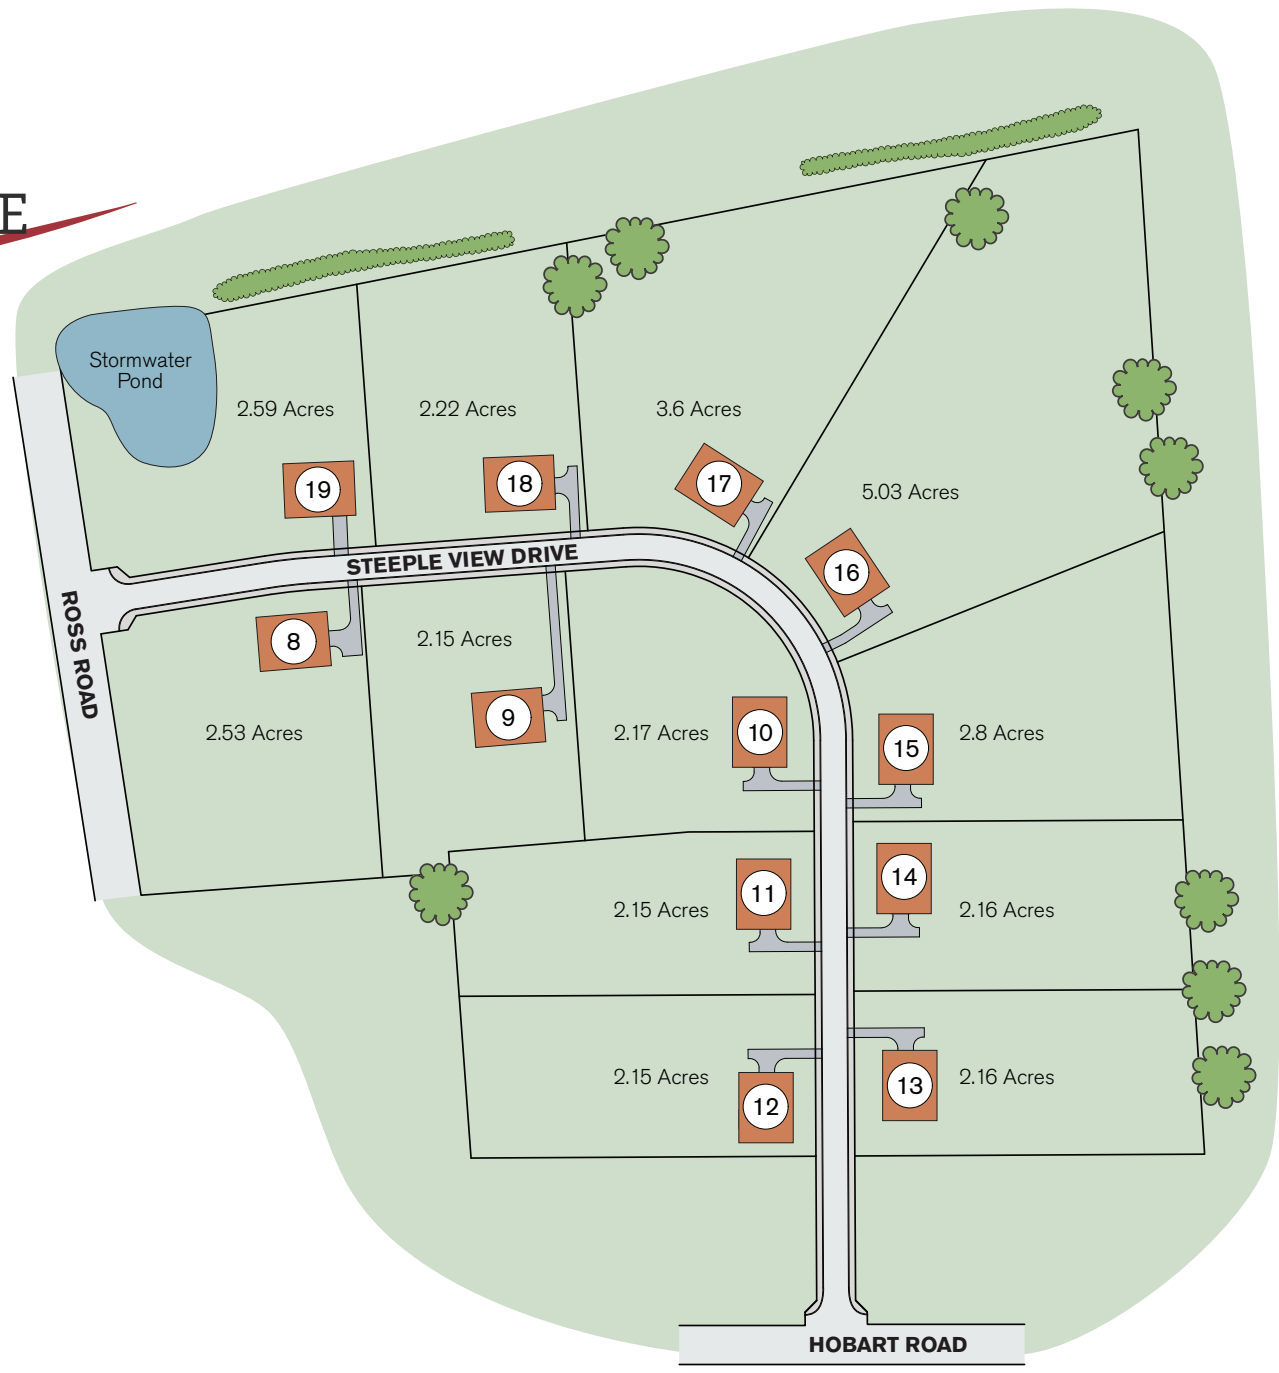 E
Stormwater
Pond
2.59 Acres
2.22 Acres
3.6 Acres
5.03 Acres
19
18
17
16
STEEPLE VIEW DRIVE
ROSS ROAD
8
2.15 Acres
9
2.53 Acres
2.17 Acres
10
15
2.8 Acres
2.15 Acres
11
14
2.16 Acres
2.15 Acres
12
13
2.16 Acres
HOBART ROAD